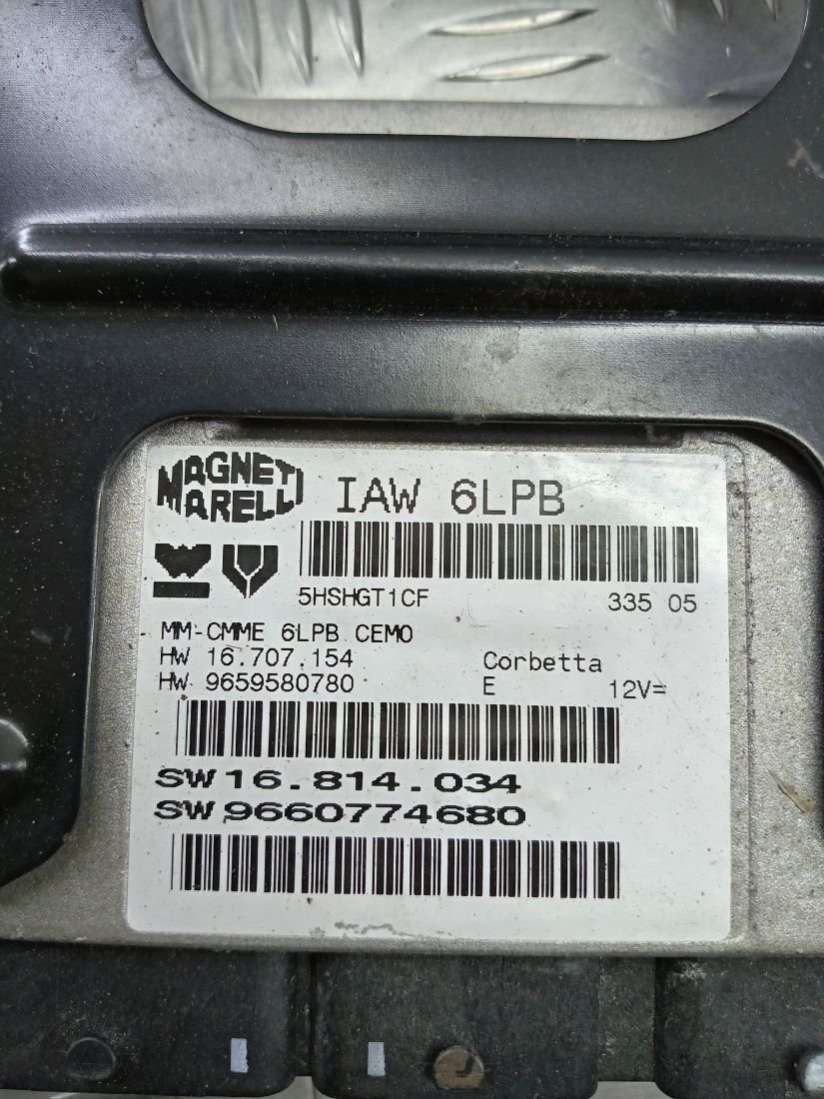 MAGNETI
MARELLI
IAW 6LPB
5HSHGT1CF 335 05
MM-CMME 6LPB CEMO
HW 16.707.154 Corbetta
HW 9659580780 E 12V=
SW 16.814.034
SW 9660774680